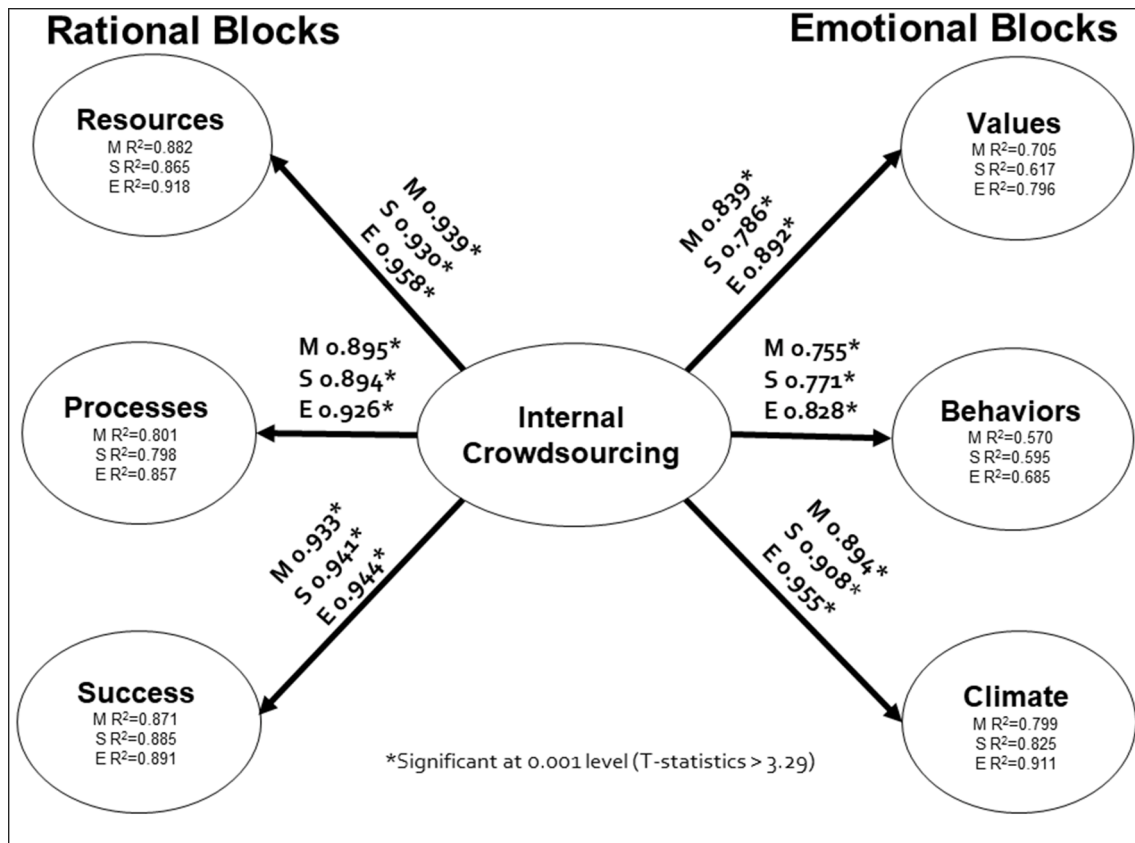 Rational Blocks
Emotional Blocks
Resources
M R²=0.882
S R²=0.865
E R²=0.918
M 0.939*
S 0.930*
E 0.958*
M 0.839*
S 0.786*
E 0.892*
Values
M R²=0.705
S R²=0.617
E R²=0.796
Processes
M R²=0.801
S R²=0.798
E R²=0.857
M 0.895*
S 0.894*
E 0.926*
Internal
Crowdsourcing
M 0.755*
S 0.771*
E 0.828*
Behaviors
M R²=0.570
S R²=0.595
E R²=0.685
Success
M R²=0.871
S R²=0.885
E R²=0.891
M 0.933*
S 0.941*
E 0.944*
M 0.894*
S 0.908*
E 0.955*
Climate
M R²=0.799
S R²=0.825
E R²=0.911
*Significant at 0.001 level (T-statistics > 3.29)